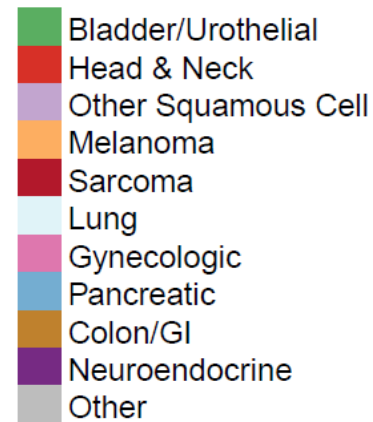 Bladder/Urothelial
Head & Neck
Other Squamous Cell
Melanoma
Sarcoma
Lung
Gynecologic
Pancreatic
Colon/GI
Neuroendocrine
Other